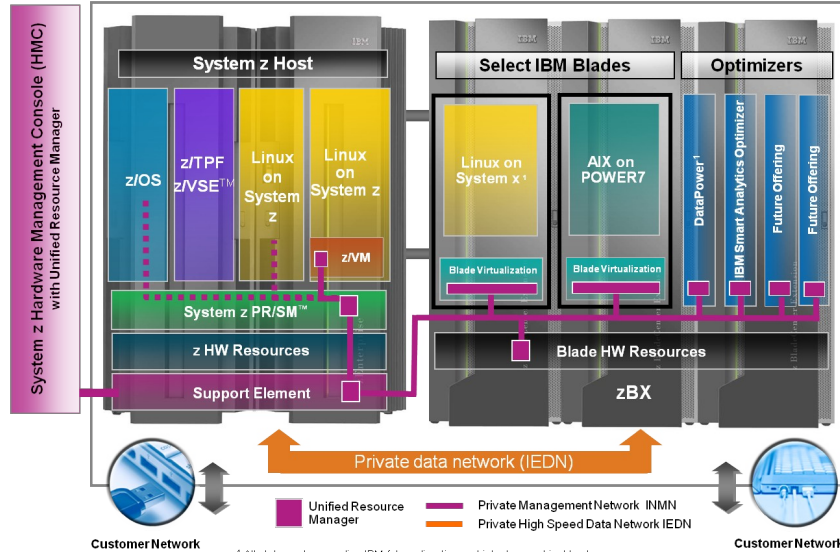 System z Hardware Management Console (HMC)
with Unified Resource Manager
IBM
System z Host
z/OS
z/TPF
z/VSE™
Linux
on
System
z
Linux
on
System z
z/VM
System z PR/SM™
z HW Resources
Support Element
IBM
IBM
IBM
Select IBM Blades
Optimizers
Linux on
System x ¹
AIX on
POWER7
Blade Virtualization
Blade Virtualization
DataPower¹
IBM Smart Analytics Optimizer
Future Offering
Future Offering
Blade HW Resources
zBX
Private data network (IEDN)
Customer Network
Unified Resource
Manager
Private Management Network INMN
Private High Speed Data Network IEDN
Customer Network